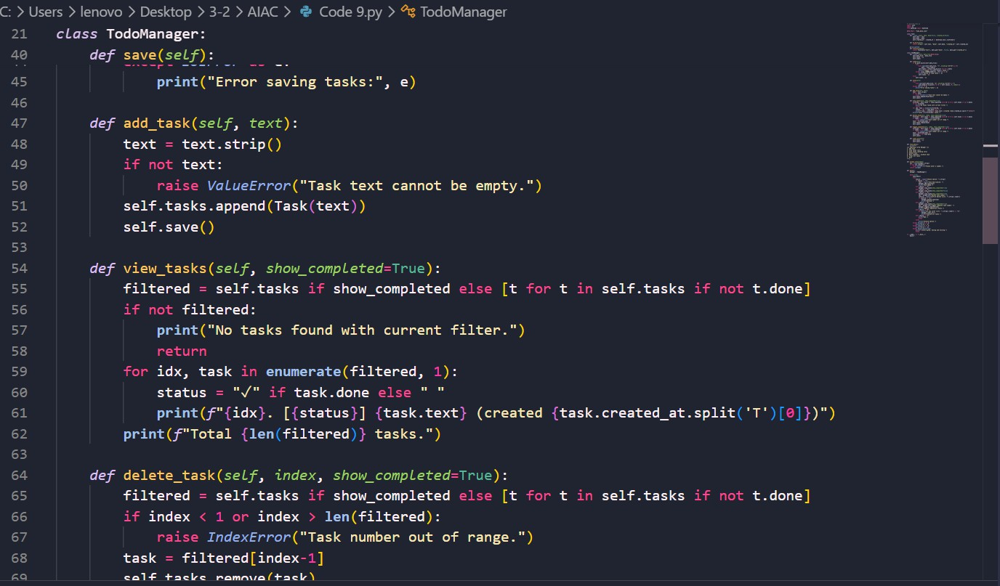 C: > Users > lenovo > Desktop > 3-2 > AIAC > Code 9.py > TodoManager
21 class TodoManager:
40     def save(self):
45             print("Error saving tasks:", e)
46
47     def add_task(self, text):
48         text = text.strip()
49         if not text:
50             raise ValueError("Task text cannot be empty.")
51         self.tasks.append(Task(text))
52         self.save()
53
54     def view_tasks(self, show_completed=True):
55         filtered = self.tasks if show_completed else [t for t in self.tasks if not t.done]
56         if not filtered:
57             print("No tasks found with current filter.")
58             return
59         for idx, task in enumerate(filtered, 1):
60             status = "✓" if task.done else " "
61             print(f"{idx}. [{status}] {task.text} (created {task.created_at.split('T')[0]})")
62         print(f"Total {len(filtered)} tasks.")
63
64     def delete_task(self, index, show_completed=True):
65         filtered = self.tasks if show_completed else [t for t in self.tasks if not t.done]
66         if index < 1 or index > len(filtered):
67             raise IndexError("Task number out of range.")
68         task = filtered[index-1]
69         self.tasks.remove(task)